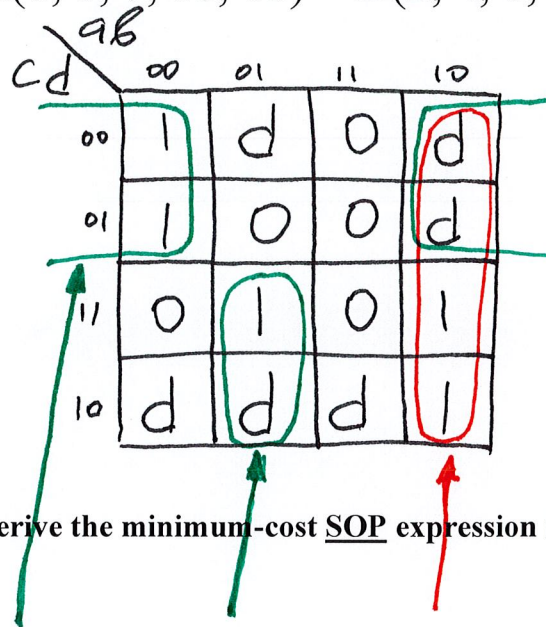 ab
cd
00 01 11 10
00 1 d 0 d
01 1 0 0 d
11 0 1 0 1
10 d d d 1
erive the minimum-cost SOP expression